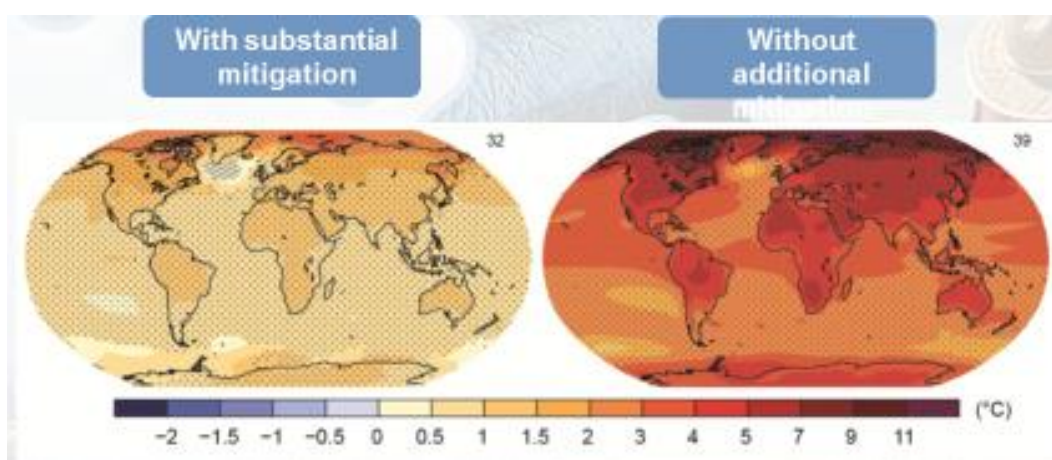 With substantial
mitigation
Without
additional
32
39
(°C)
−2 −1.5 −1 −0.5 0 0.5 1 1.5 2 3 4 5 7 9 11